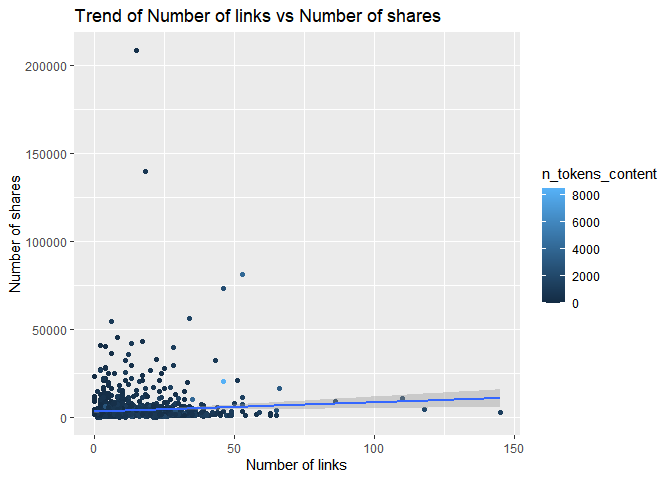 Trend of Number of links vs Number of shares
Number of shares
200000
150000
100000
50000
0
0 50 100 150
Number of links
n_tokens_content
8000
6000
4000
2000
0